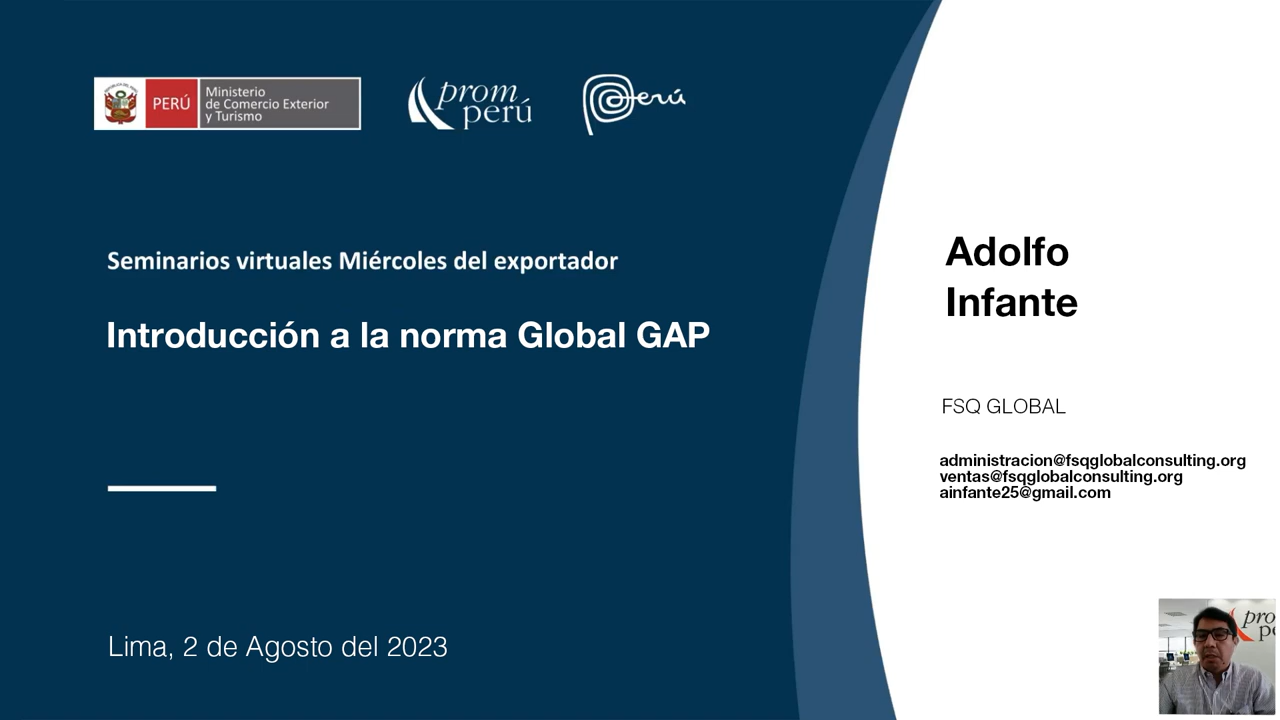 PERÚ
Ministerio
de Comercio Exterior
y Turismo
prom
perú
Perú
Seminarios virtuales Miércoles del exportador
Introducción a la norma Global GAP
Lima, 2 de Agosto del 2023
Adolfo
Infante
FSQ GLOBAL
administracion@fsqglobalconsulting.org
ventas@fsqglobalconsulting.org
ainfante25@gmail.com